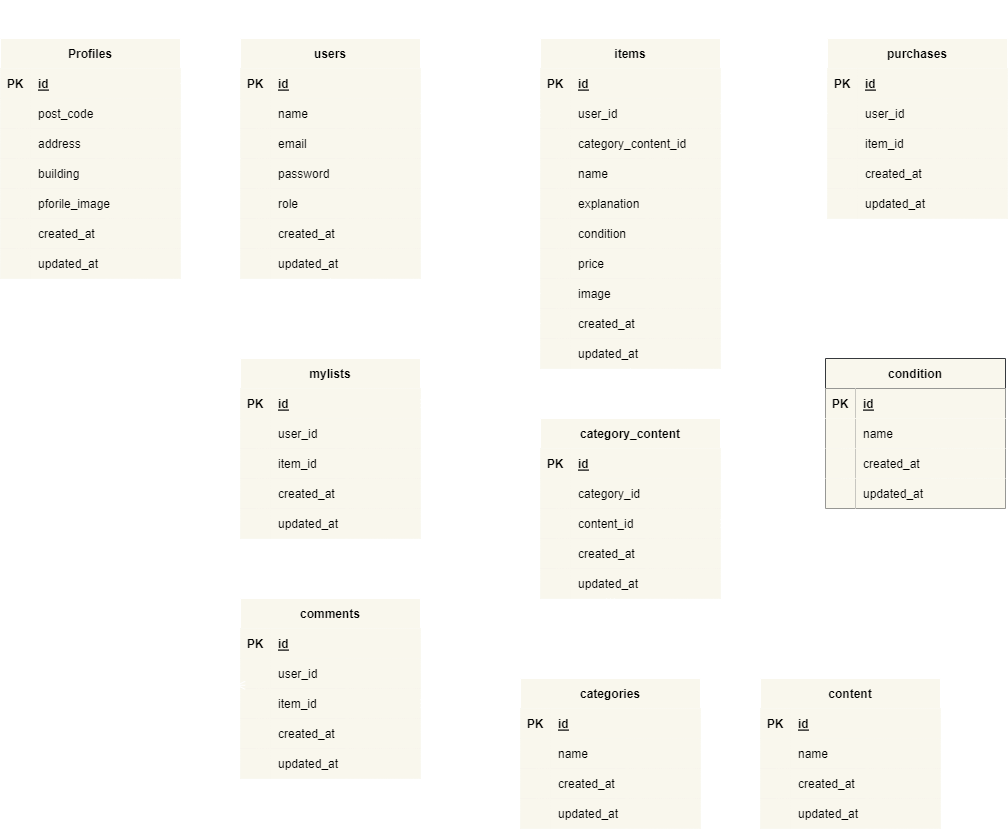 Profiles
PK id
post_code
address
building
pforile_image
created_at
updated_at
users
PK id
name
email
password
role
created_at
updated_at
items
PK id
user_id
category_content_id
name
explanation
condition
price
image
created_at
updated_at
purchases
PK id
user_id
item_id
created_at
updated_at
mylists
PK id
user_id
item_id
created_at
updated_at
category_content
PK id
category_id
content_id
created_at
updated_at
condition
PK id
name
created_at
updated_at
comments
PK id
user_id
item_id
created_at
updated_at
categories
PK id
name
created_at
updated_at
content
PK id
name
created_at
updated_at